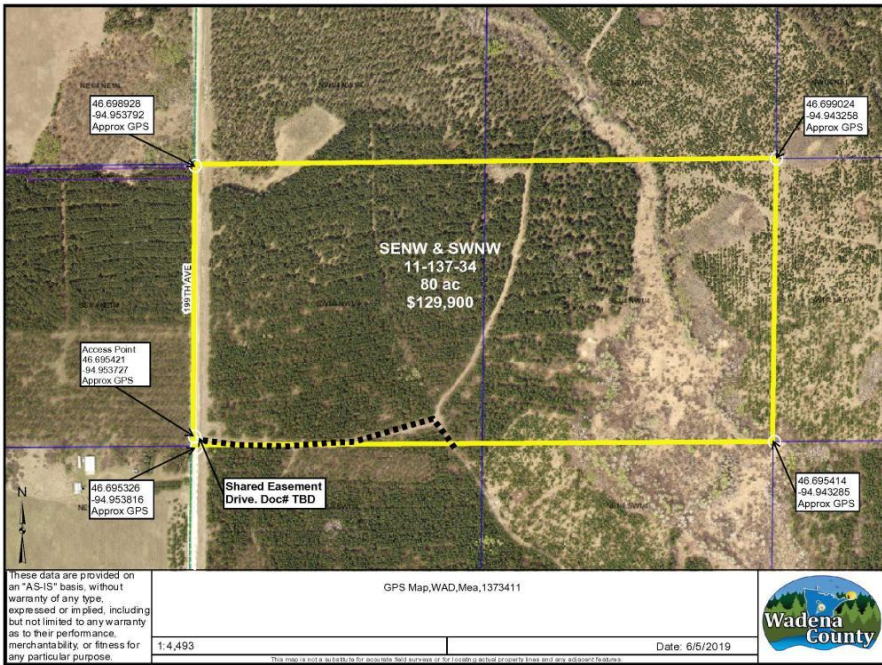 46.698928
-94.953792
Approx GPS
46.699024
-94.943258
Approx GPS
SENW & SWNW
11-137-34
80 ac
$129,900
199TH AVE
Access Point
46.695421
-94.953727
Approx GPS
46.695326
-94.953816
Approx GPS
Shared Easement
Drive. Doc# TBD
46.695414
-94.943285
Approx GPS
N
These data are provided on
an "AS-IS" basis, without
warranty of any type,
expressed or implied, including
but not limited to any warranty
as to their performance,
merchantability, or fitness for
any particular purpose.
GPS Map,WAD,Mea,1373411
1:4,493
Date: 6/5/2019
This map is not a substitute for accurate field surveys or for locating actual property lines and any adjacent features.
Wadena
County